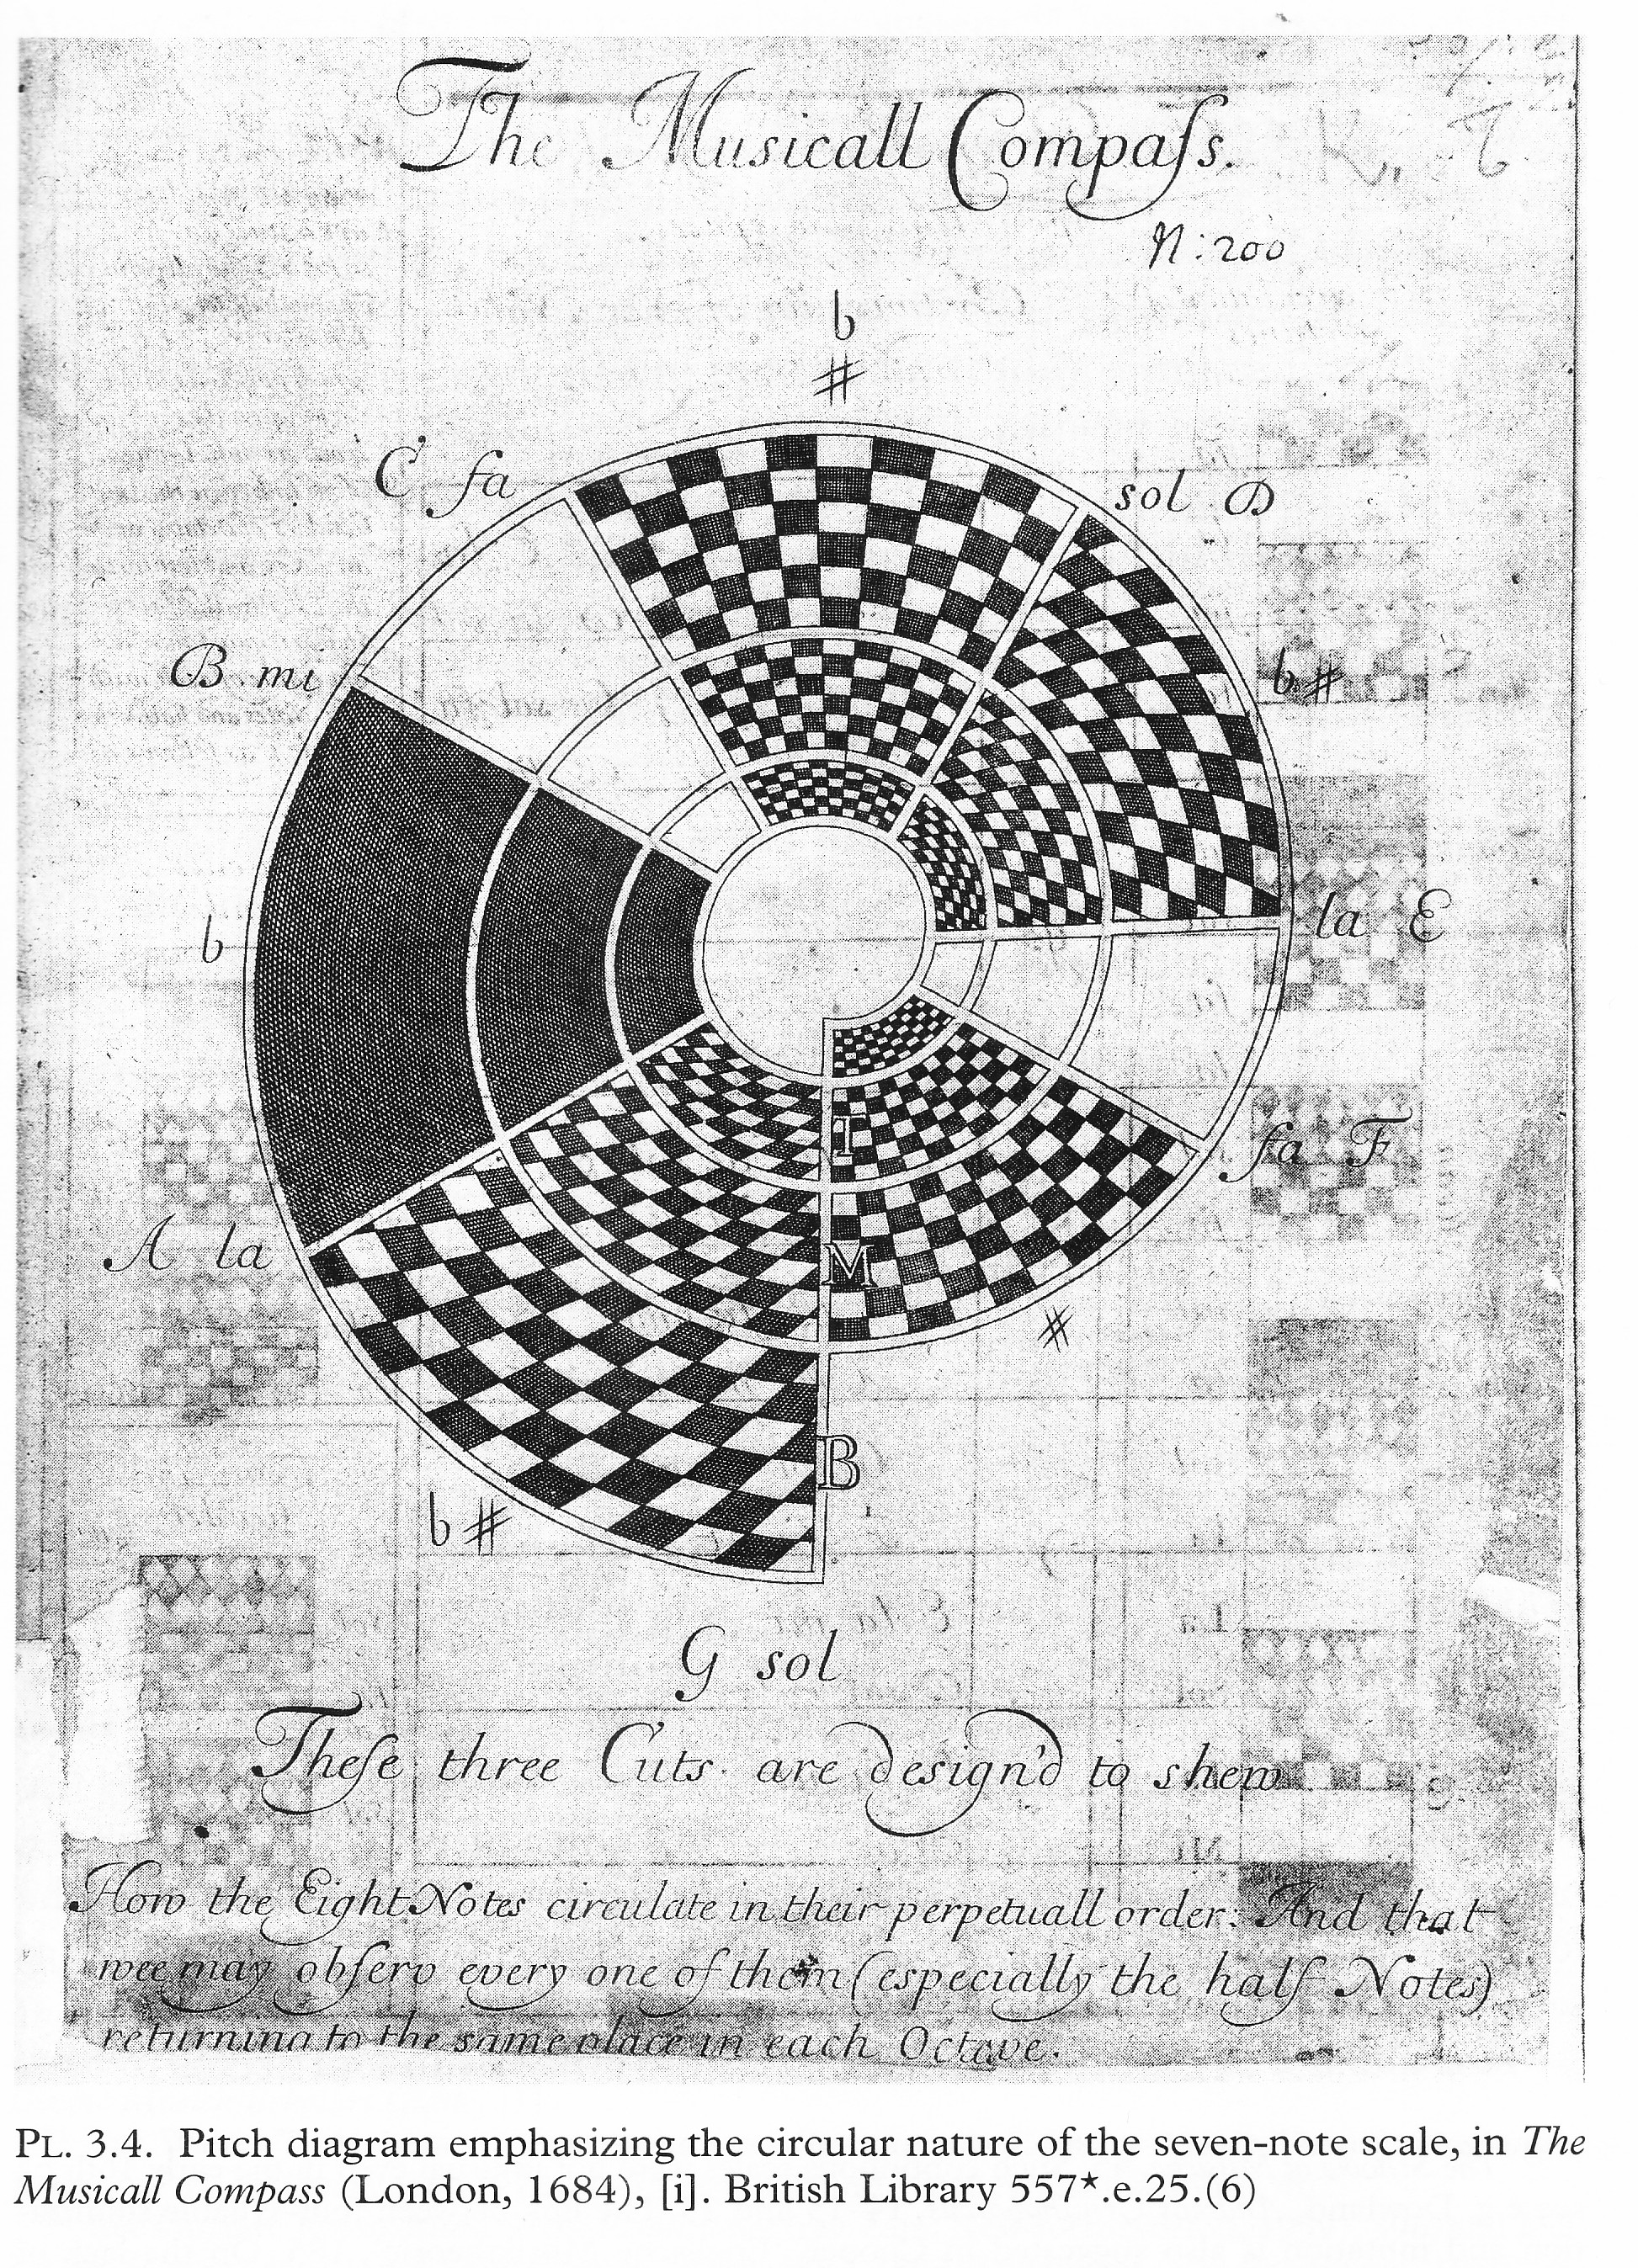 The Musicall Compaſs.
N: 200
b
#
C fa
sol D
B mi
b #
b
la E
fa F
A la
I
M
#
B
b #
G sol
Theſe three Cuts are design'd to shew
How the Eight Notes circulate in their perpetuall order: And that
wee may obſerv every one of them (especially the half Notes)
returning to the same place in each Octave.
PL. 3.4. Pitch diagram emphasizing the circular nature of the seven-note scale, in The
Musicall Compass (London, 1684), [i]. British Library 557*.e.25.(6)